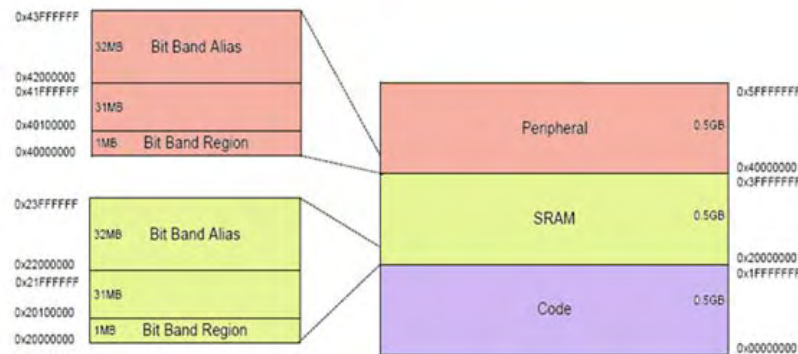 0x43FFFFFF
32MB Bit Band Alias
0x42000000
0x41FFFFFF
31MB
0x40100000
1MB Bit Band Region
0x40000000
0x23FFFFFF
32MB Bit Band Alias
0x22000000
0x21FFFFFF
31MB
0x20100000
1MB Bit Band Region
0x20000000
0x5FFFFFFF
Peripheral 0.5GB
0x40000000
0x3FFFFFFF
SRAM 0.5GB
0x20000000
0x1FFFFFFF
Code 0.5GB
0x00000000